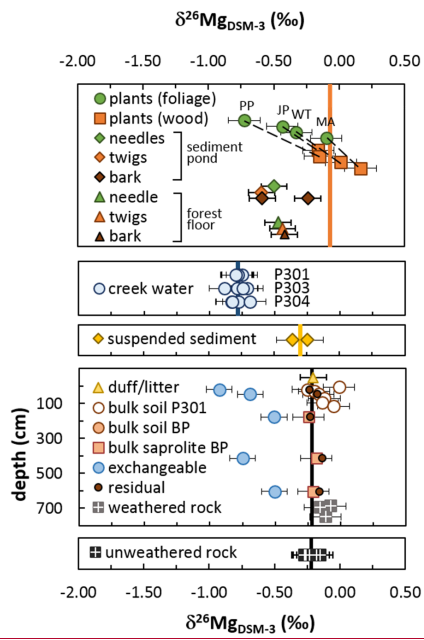 δ²⁶Mg_DSM-3 (‰)
-2.00 -1.50 -1.00 -0.50 0.00 0.50
plants (foliage)
plants (wood)
needles
twigs
bark
sediment
pond
needle
twigs
bark
forest
floor
PP
JP
WT
MA
creek water
P301
P303
P304
suspended sediment
depth (cm)
100
300
500
700
duff/litter
bulk soil P301
bulk soil BP
bulk saprolite BP
exchangeable
residual
weathered rock
unweathered rock
-2.00 -1.50 -1.00 -0.50 0.00 0.50
δ²⁶Mg_DSM-3 (‰)